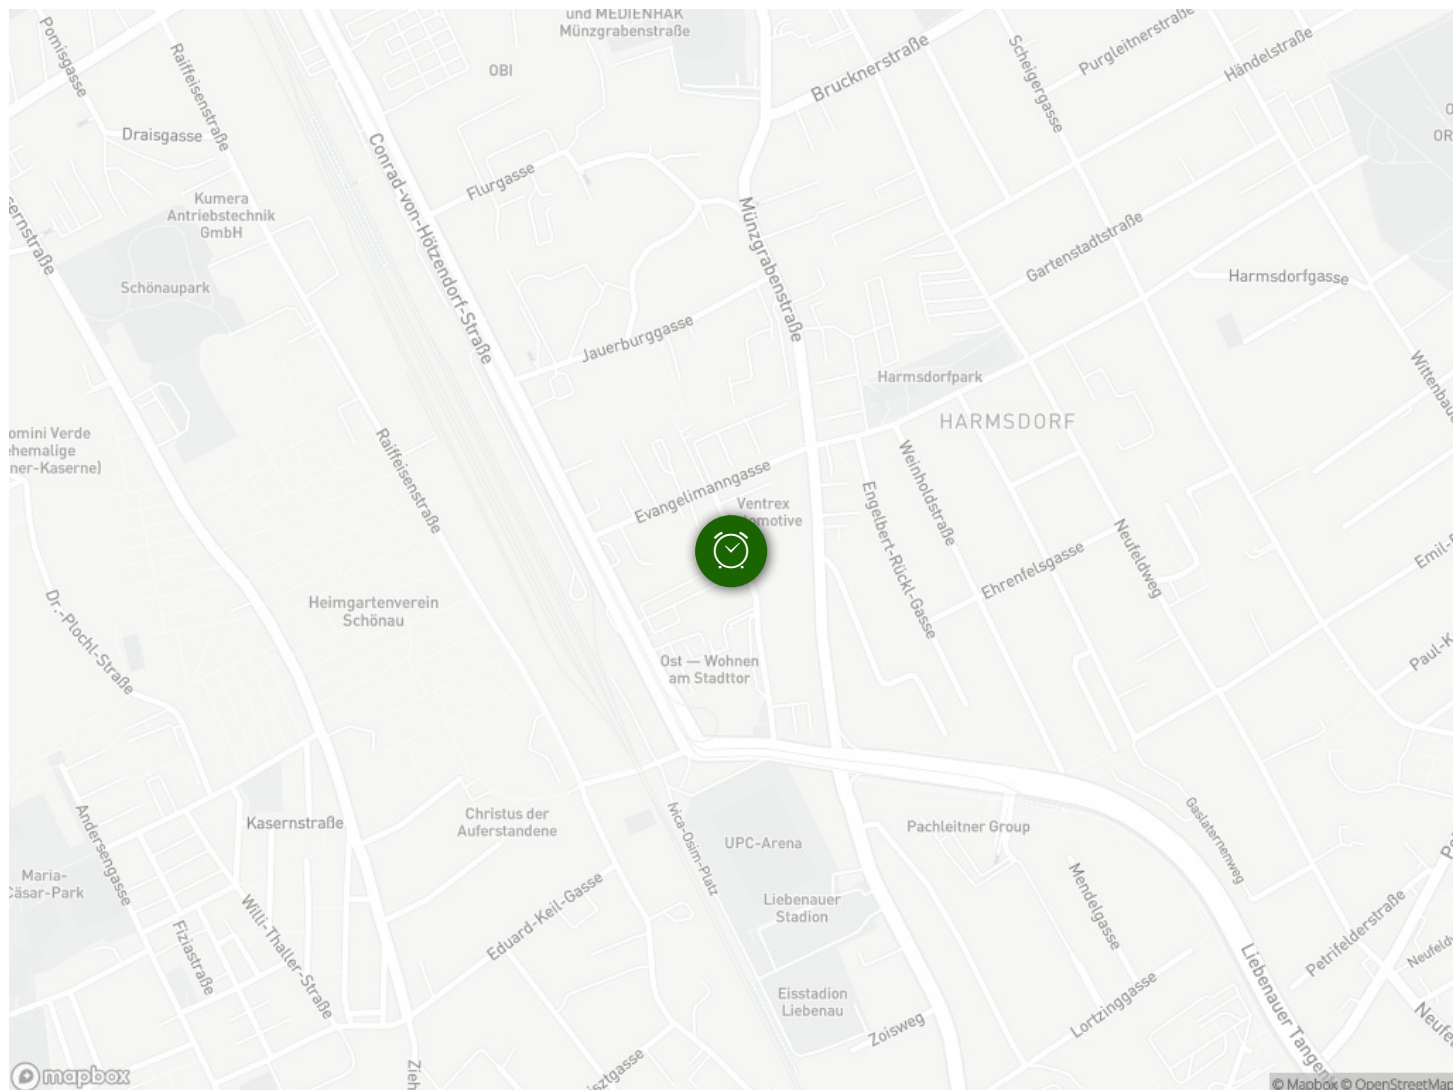 und MEDIENHAK
Münzgrabenstraße
OBI
Pomisgasse
Raiffeisenstraße
Draisgasse
Kumera
Antriebstechnik
GmbH
Schönaupark
Conrad-von-Hötzendorf-Straße
Flurgasse
Jauerburggasse
Münzgrabenstraße
Brucknerstraße
Scheigergasse
Purgleitnerstraße
Händelstraße
Gartenstadtstraße
Harmsdorfgasse
Harmsdorfpark
HARMSDORF
Evangelimanngasse
Ventrex
Engelbert-Rückl-Gasse
Weinholdstraße
Ehrenfelsgasse
Neufeldweg
Raiffeisenstraße
Heimgartenverein
Schönau
Dr.-Plochl-Straße
Ost — Wohnen
am Stadttor
Christus der
Auferstandene
Kasernstraße
Andersengasse
Maria-
Cäsar-Park
Fiziastraße
Willi-Thaller-Straße
Eduard-Keil-Gasse
Ivica-Osim-Platz
UPC-Arena
Liebenauer
Stadion
Eisstadion
Liebenau
Zoisweg
Pachleitner Group
Mendelgasse
Lortzinggasse
Gaslaternenweg
Petrifelderstraße
mapbox
© Mapbox © OpenStreetMap